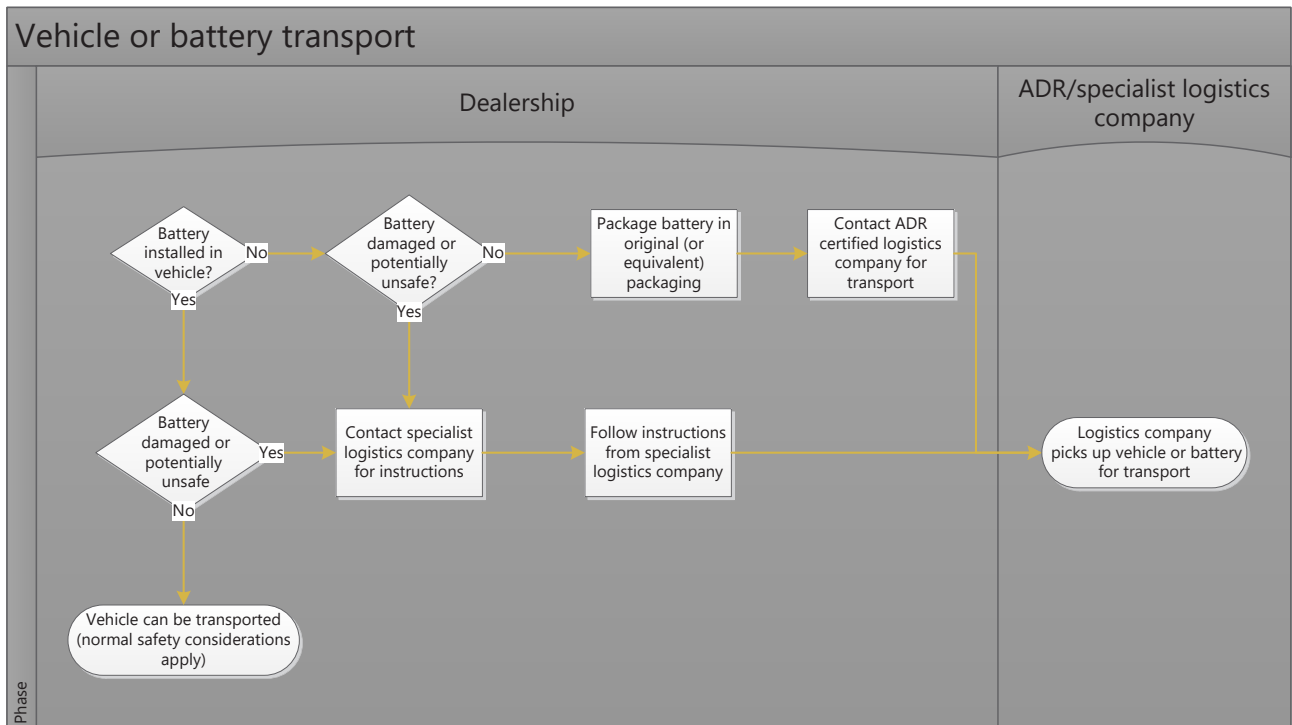 Vehicle or battery transport
Dealership
ADR/specialist logistics
company
Battery
installed in
vehicle?
No
Yes
Battery
damaged or
potentially
unsafe?
No
Yes
Package battery in
original (or
equivalent)
packaging
Contact ADR
certified logistics
company for
transport
Battery
damaged or
potentially
unsafe
Yes
No
Contact specialist
logistics company
for instructions
Follow instructions
from specialist
logistics company
Logistics company
picks up vehicle or battery
for transport
Vehicle can be transported
(normal safety considerations
apply)
Phase